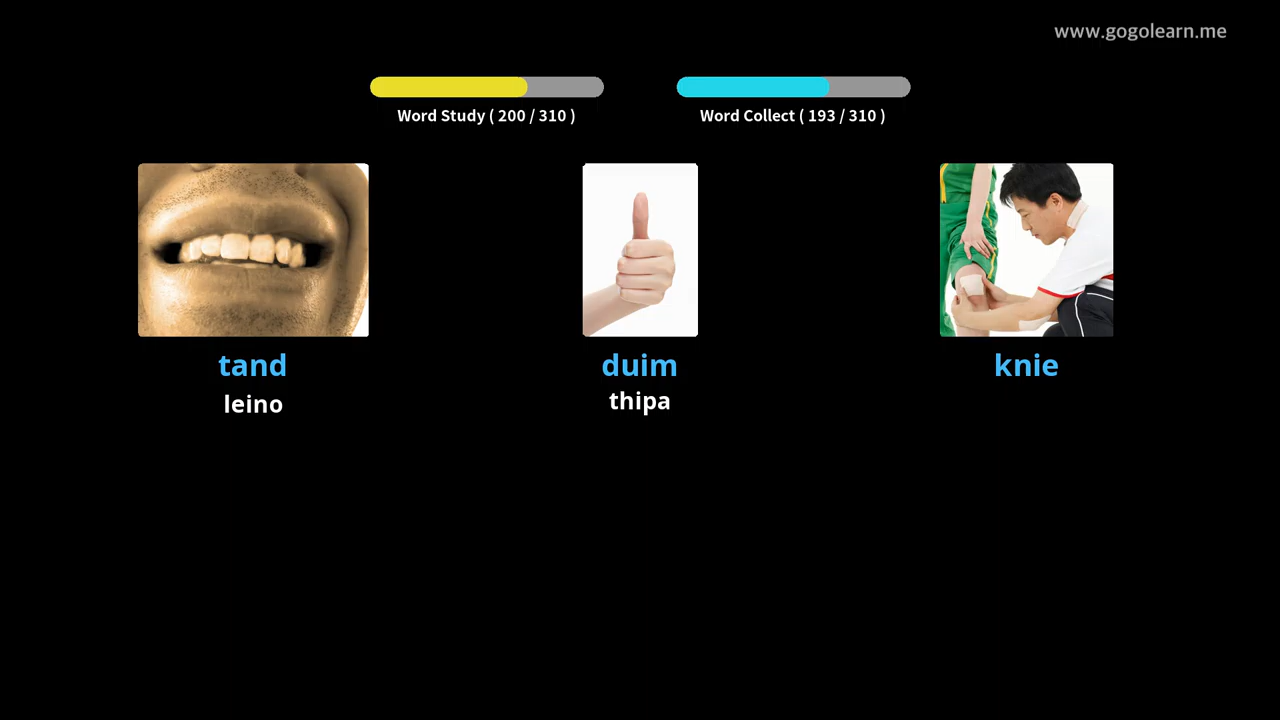 www.gogolearn.me
Word Study ( 200 / 310 )
Word Collect ( 193 / 310 )
tand
duim
knie
leino
thipa